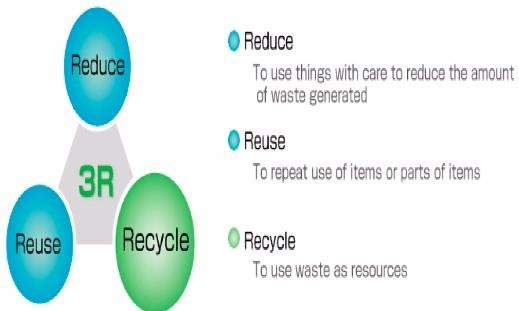 Reduce
3R
Reuse
Recycle
Reduce
To use things with care to reduce the amount
of waste generated
Reuse
To repeat use of items or parts of items
Recycle
To use waste as resources